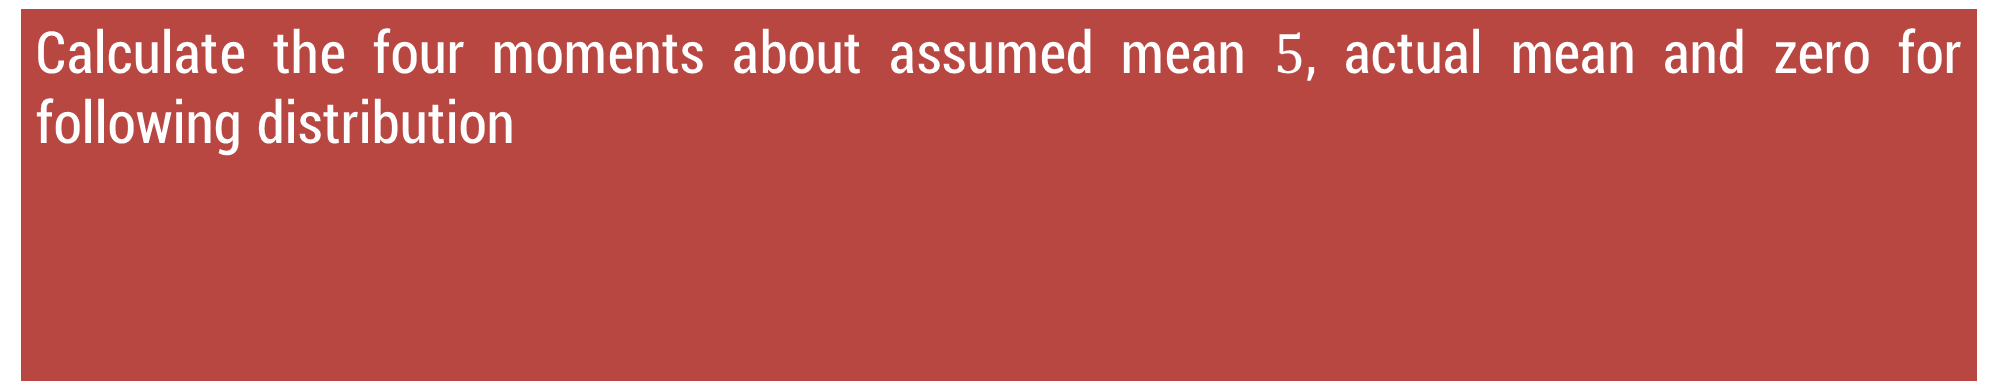 Calculate the four moments about assumed mean 5, actual mean and zero for
following distribution